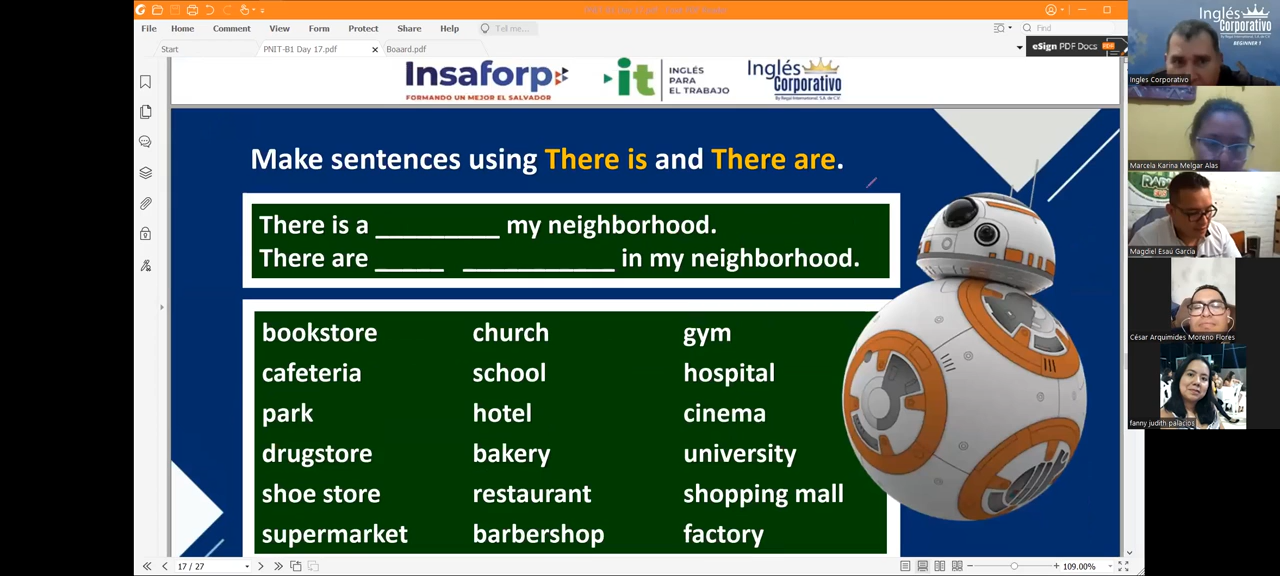 File Home Comment View Form Protect Share Help Tell me... Find
Start PNIT-B1 Day 17.pdf Boaard.pdf eSign PDF Docs
Insaforp
FORMANDO UN MEJOR EL SALVADOR
it
INGLÉS
PARA
EL TRABAJO
Inglés
Corporativo
Make sentences using There is and There are.
There is a __________ my neighborhood.
There are _____ ___________ in my neighborhood.
bookstore church gym
cafeteria school hospital
park hotel cinema
drugstore bakery university
shoe store restaurant shopping mall
supermarket barbershop factory
17 / 27 109.00%
Inglés
Corporativo
BEGINNER 1
Ingles Corporativo
Marcela Karina Melgar Alas
Magdiel Esaú Garcia
César Arquimides Moreno Flores
fanny judith palacios